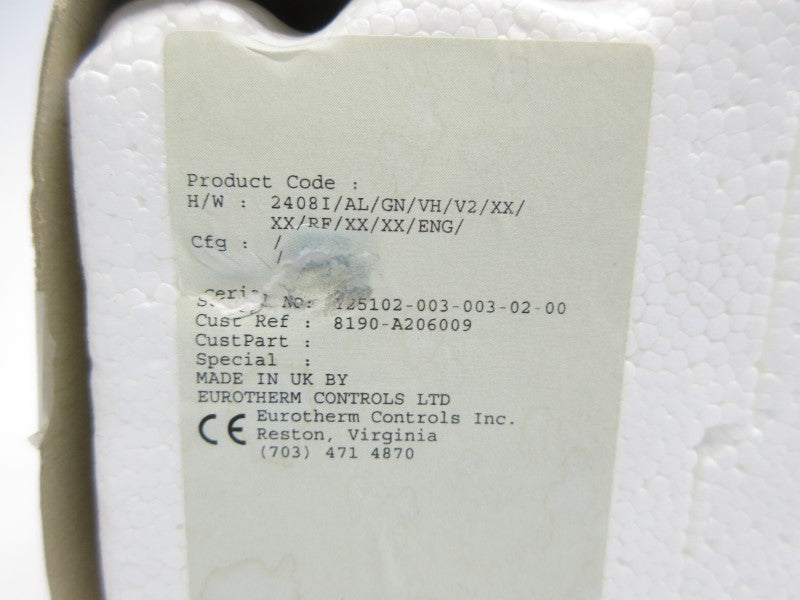 Product Code :
H/W : 2408I/AL/GN/VH/V2/XX/
XX/RF/XX/XX/ENG/
Cfg : /
/
Serial No: 125102-003-003-02-00
Cust Ref : 8190-A206009
CustPart :
Special :
MADE IN UK BY
EUROTHERM CONTROLS LTD
CE Eurotherm Controls Inc.
Reston, Virginia
(703) 471 4870